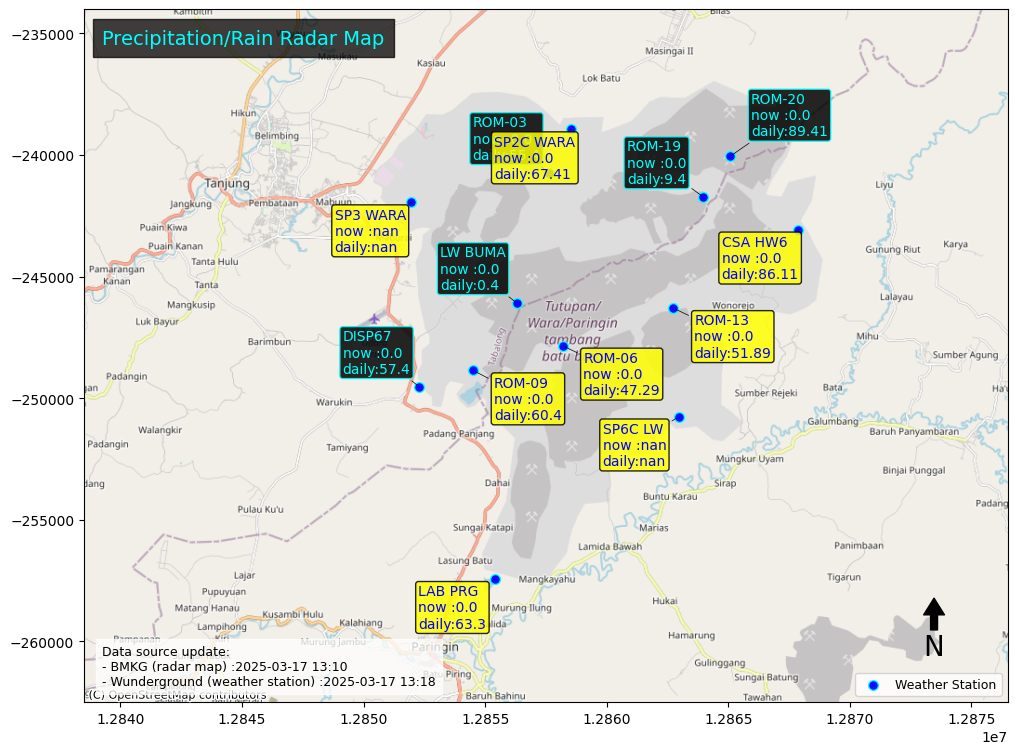 Precipitation/Rain Radar Map
−235000
−240000
−245000
−250000
−255000
−260000
1.2840
1.2845
1.2850
1.2855
1.2860
1.2865
1.2870
1.2875
1e7
Kambitin
Bilas
Masukau
Kasiau
Masingai II
Lok Batu
Hikun
Belimbing
Tanjung
Pembataan
Mabuun
Jangkung
Puain Kiwa
Puain Kanan
Pamarangan
Kanan
Tanta Hulu
Tanta
Mangkusip
Luk Bayur
Barimbun
Liyu
Gunung Riut
Karya
Mayanau
Lalayau
Wonorejo
Tutupan/
Wara/Paringin
tambang
batu b
Tabalong
Sumber Agung
Sumber Rejeki
Bata
Galumbang
Baruh Panyambaran
Binjai Punggal
Mungkur Uyam
Sirap
Buntu Karau
Marias
Lamida Bawah
Panimbaan
Tigarun
Hukai
Hamarung
Gulinggang
Sungai Batung
Tawahan
Padang
Padangin
Padangin
Warukin
Walangkir
Tamiyang
Padang Panjang
Dahai
Pulau Ku'u
Sungai Katapi
Lasung Batu
Mangkayahu
Murung Ilung
Lajar
Pupuyuan
Matang Hanau
Kusambi Hulu
Kalahiang
Murung Jambu
Pampanan
Paringin
Baruh Bahinu
ROM-03
SP2C WARA
now :0.0
daily:67.41
ROM-20
now :0.0
daily:89.41
ROM-19
now :0.0
daily:9.4
SP3 WARA
now :nan
daily:nan
CSA HW6
now :0.0
daily:86.11
LW BUMA
now :0.0
daily:0.4
ROM-13
now :0.0
daily:51.89
DISP67
now :0.0
daily:57.4
ROM-06
now :0.0
daily:47.29
ROM-09
now :0.0
daily:60.4
SP6C LW
now :nan
daily:nan
LAB PRG
now :0.0
daily:63.3
N
Weather Station
Data source update:
- BMKG (radar map) :2025-03-17 13:10
- Wunderground (weather station) :2025-03-17 13:18
(C) OpenStreetMap contributors